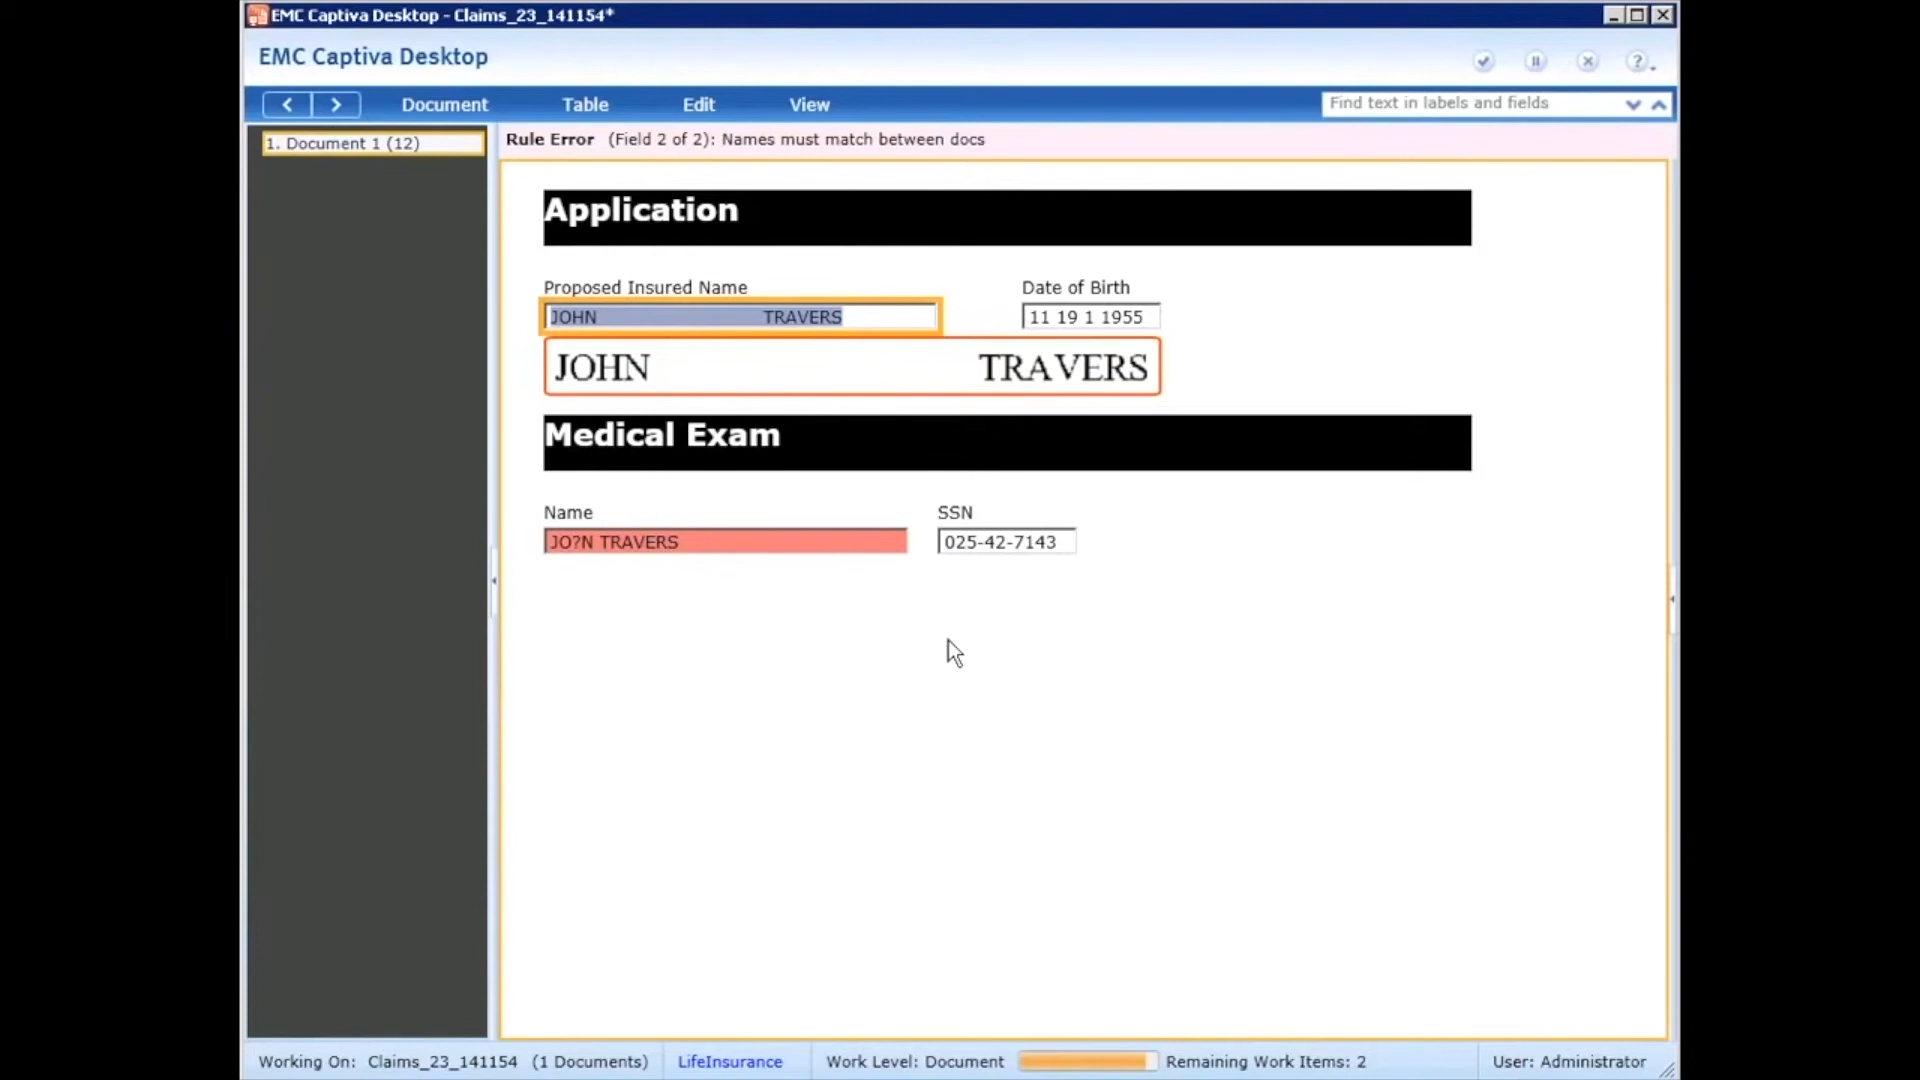 EMC Captiva Desktop - Claims_23_141154*
EMC Captiva Desktop
Document Table Edit View Find text in labels and fields
1. Document 1 (12)
Rule Error (Field 2 of 2): Names must match between docs
Application
Proposed Insured Name Date of Birth
JOHN TRAVERS 11 19 1 1955
JOHN TRAVERS
Medical Exam
Name SSN
JO?N TRAVERS 025-42-7143
Working On: Claims_23_141154 (1 Documents) LifeInsurance Work Level: Document Remaining Work Items: 2 User: Administrator